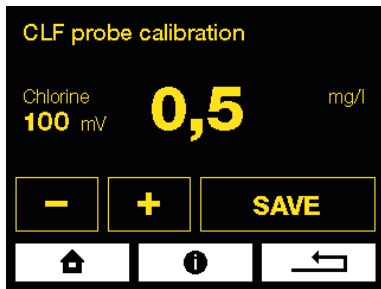 CLF probe calibration
Chlorine
100 mV 0,5 mg/l
− + SAVE
i